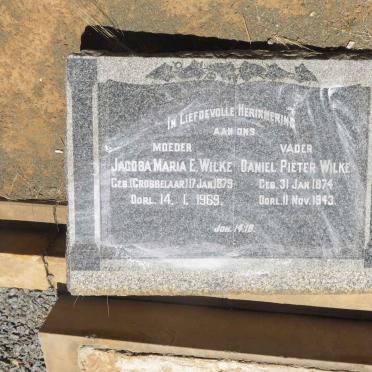 In Liefdevolle Herinnering
aan ons
Moeder Vader
Jacoba Maria E. Wilke Daniel Pieter Wilke
Geb. (Grobbelaar) 17 Jan. 1879 Geb. 31 Jan 1874
Oorl. 14. 1. 1969. Oorl. 11 Nov. 1943.
Joh. 14:18.